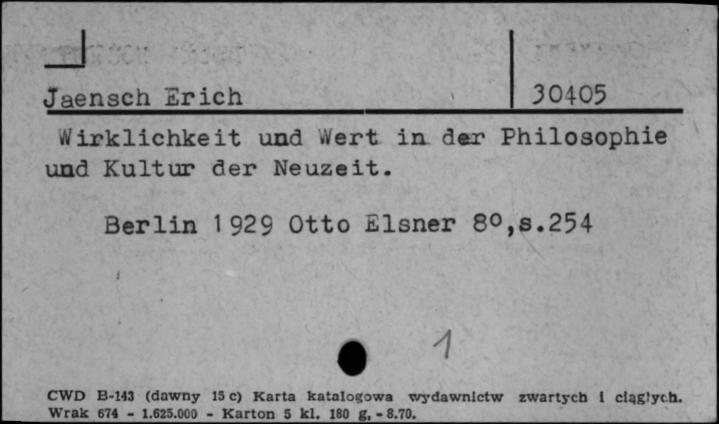 Jaensch Erich 30405
Wirklichkeit und Wert in der Philosophie
und Kultur der Neuzeit.
Berlin 1929 Otto Elsner 8º,s.254
1
CWD B-143 (dawny 15 c) Karta katalogowa wydawnictw zwartych i ciągłych.
Wrak 674 - 1.625.000 - Karton 5 kl. 180 g. - 8.70.